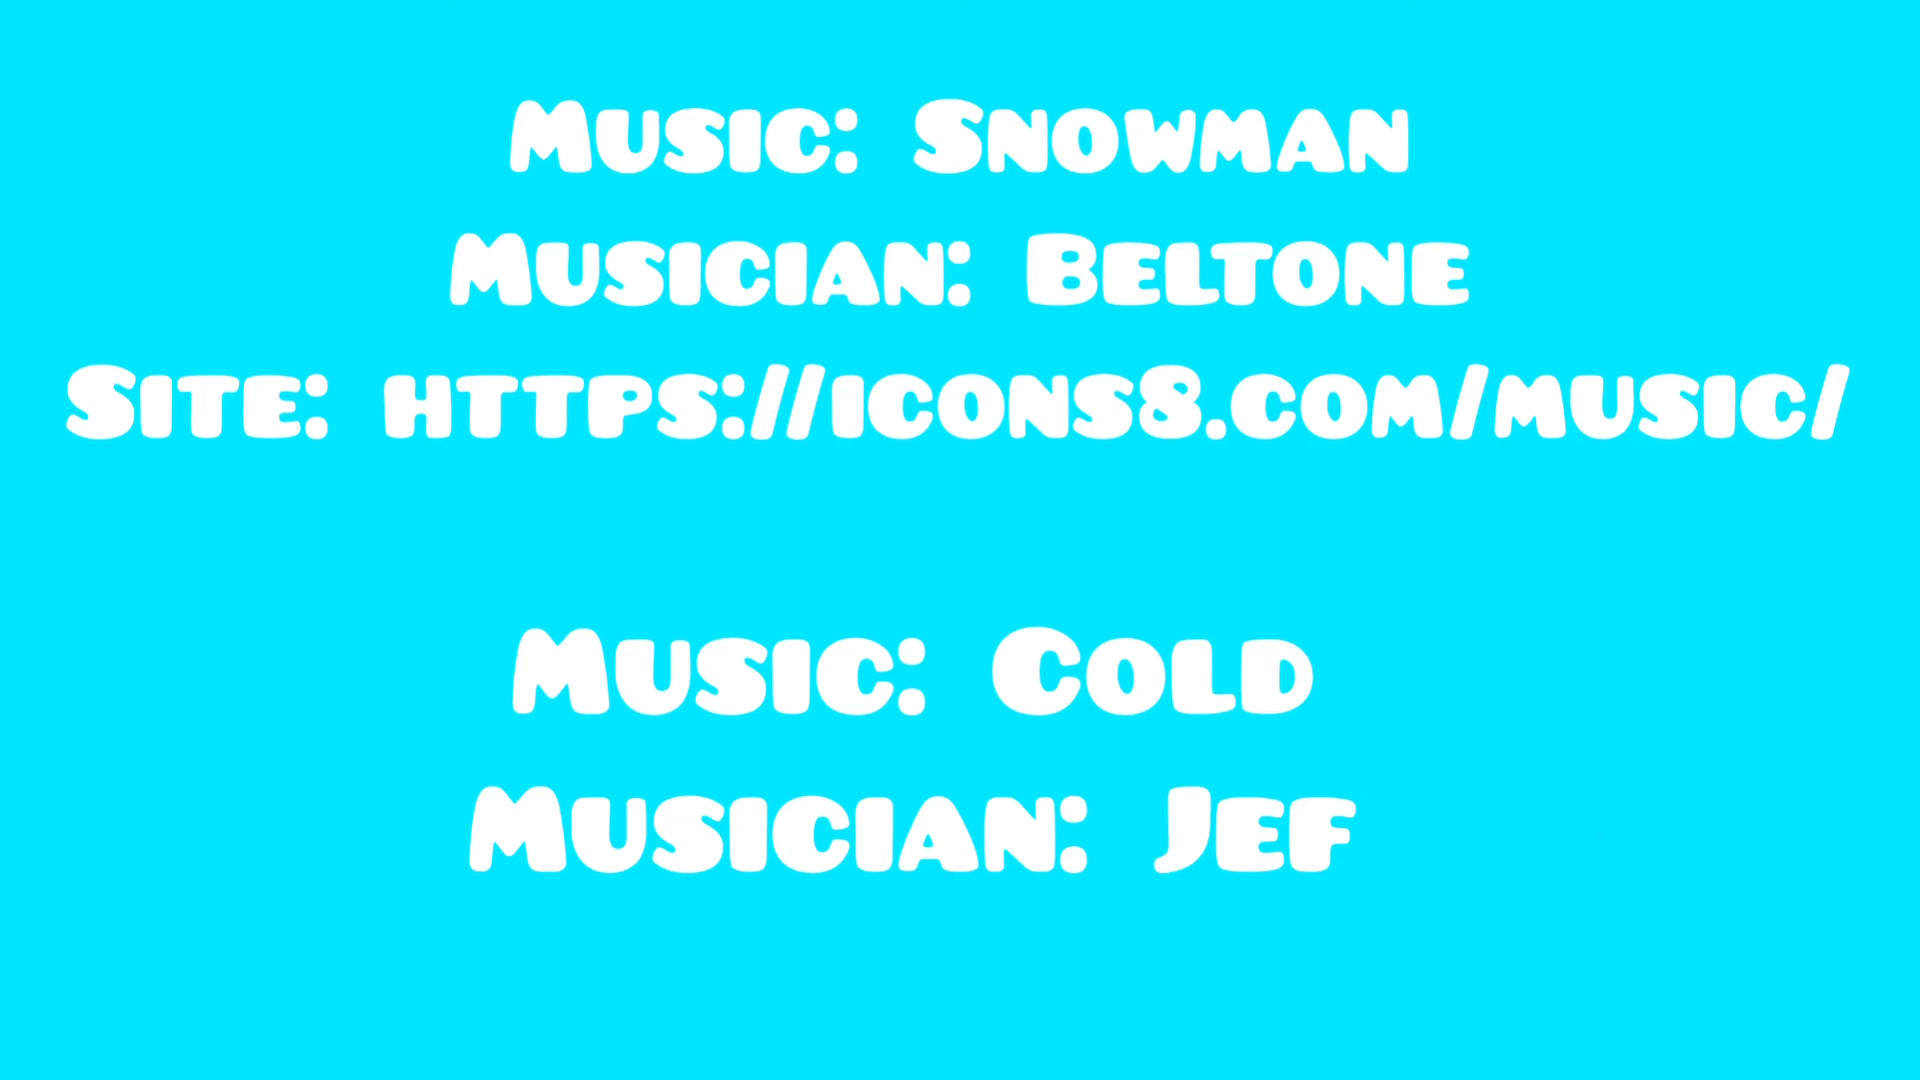 Music: Snowman
Musician: Beltone
Site: https://icons8.com/music/
Music: Cold
Musician: Jef